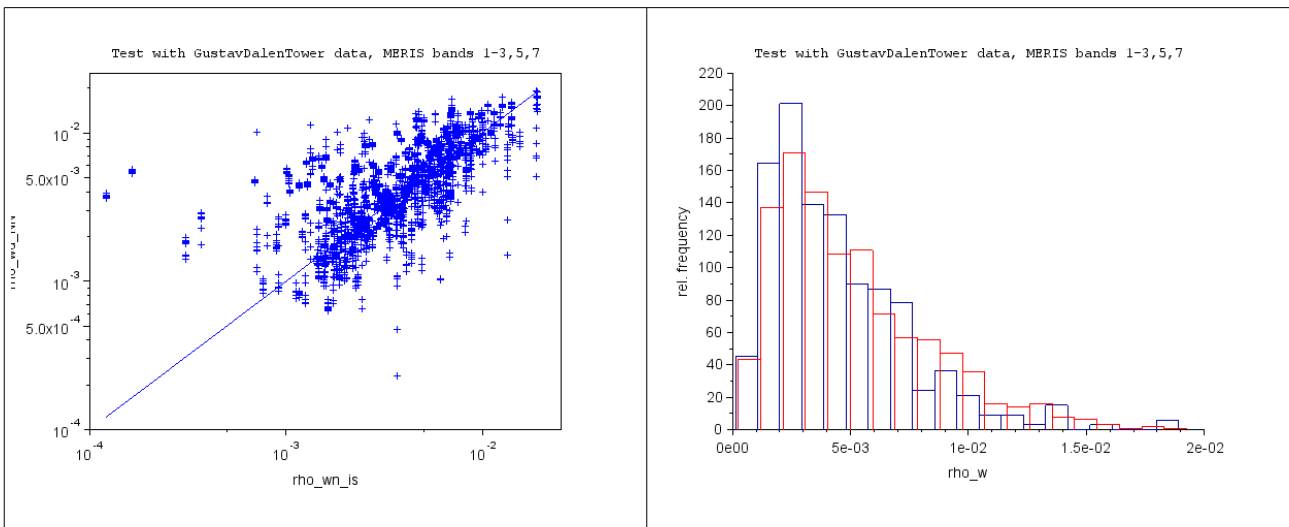 Test with GustavDalenTower data, MERIS bands 1-3,5,7
10⁻²
5.0x10⁻³
10⁻³
5.0x10⁻⁴
10⁻⁴
10⁻⁴
10⁻³
10⁻²
rho_wn_is
Test with GustavDalenTower data, MERIS bands 1-3,5,7
rel.frequency
220
200
180
160
140
120
100
80
60
40
20
0
0e00
5e-03
1e-02
1.5e-02
2e-02
rho_w